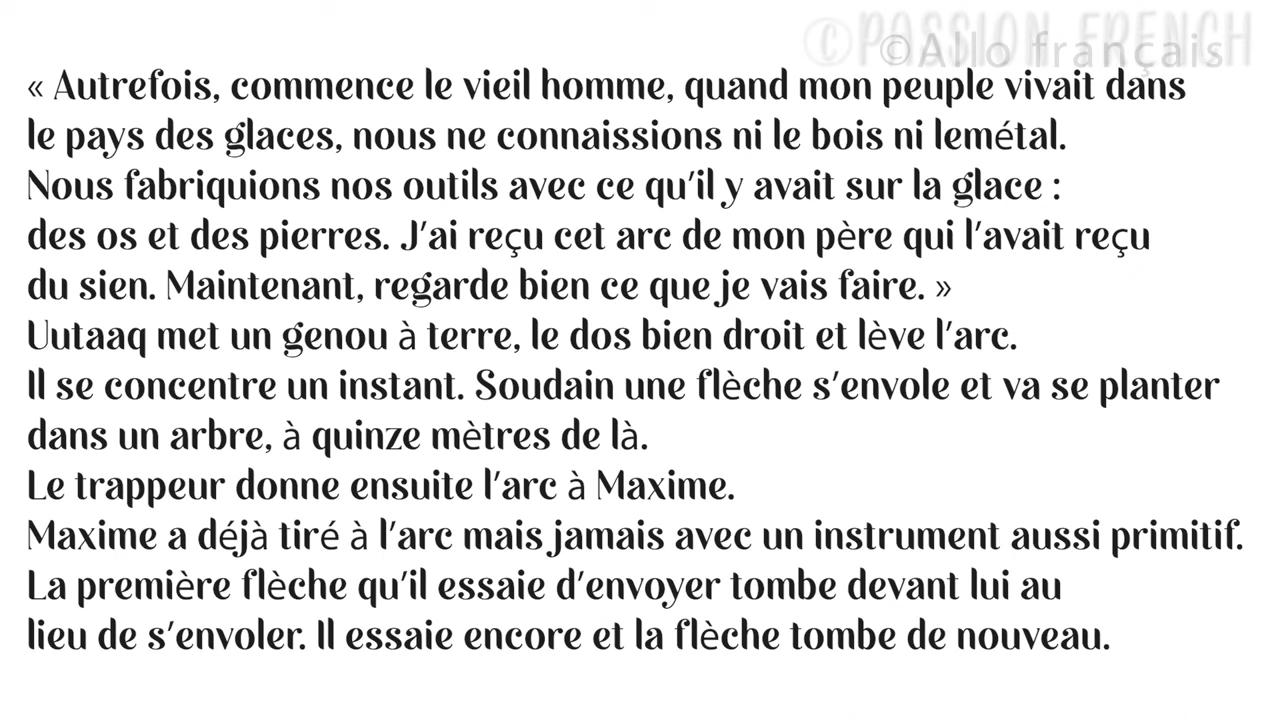 ©PASSION FRENCH
©Allo français
« Autrefois, commence le vieil homme, quand mon peuple vivait dans
le pays des glaces, nous ne connaissions ni le bois ni lemétal.
Nous fabriquions nos outils avec ce qu'il y avait sur la glace :
des os et des pierres. J'ai reçu cet arc de mon père qui l'avait reçu
du sien. Maintenant, regarde bien ce que je vais faire. »
Uutaaq met un genou à terre, le dos bien droit et lève l'arc.
Il se concentre un instant. Soudain une flèche s'envole et va se planter
dans un arbre, à quinze mètres de là.
Le trappeur donne ensuite l'arc à Maxime.
Maxime a déjà tiré à l'arc mais jamais avec un instrument aussi primitif.
La première flèche qu'il essaie d'envoyer tombe devant lui au
lieu de s'envoler. Il essaie encore et la flèche tombe de nouveau.